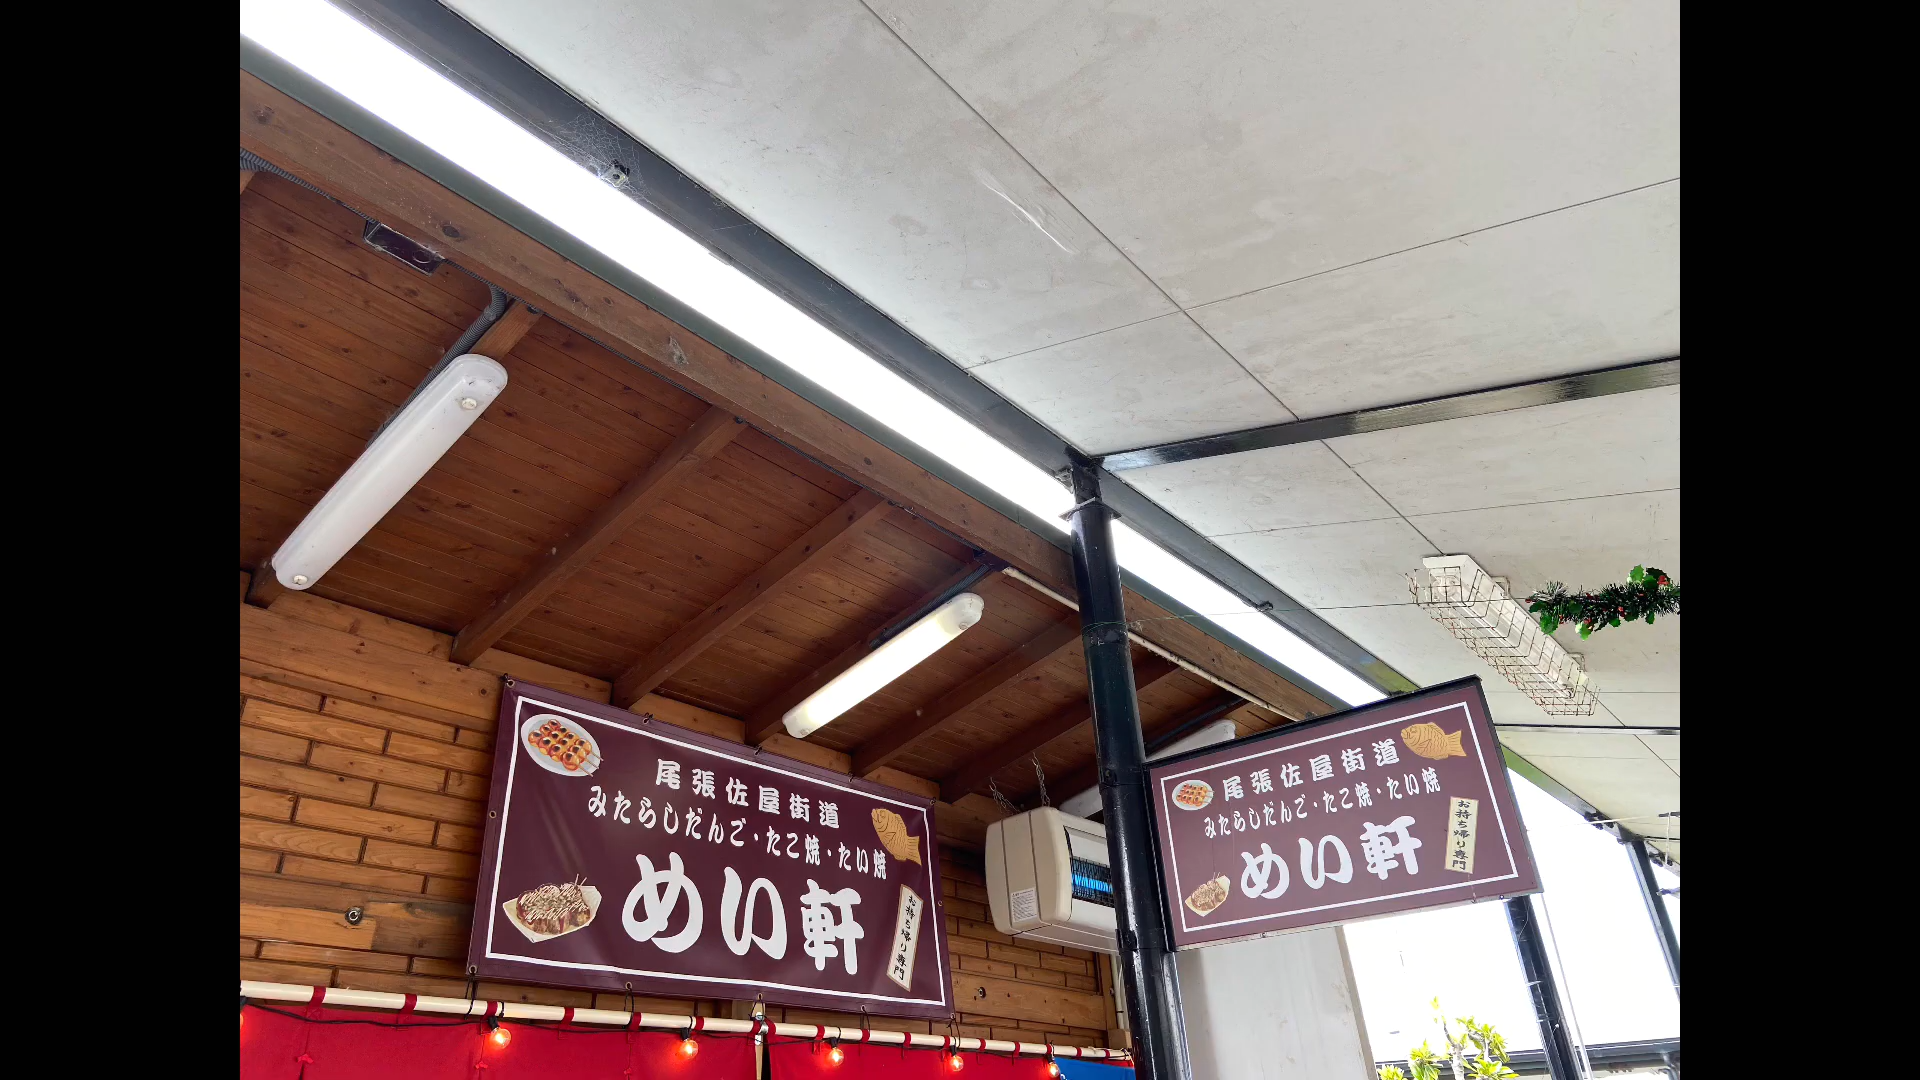 尾張佐屋街道
みたらしだんご・たこ焼・たい焼
めい軒
お持ち帰り専門
尾張佐屋街道
みたらしだんご・たこ焼・たい焼
めい軒
お持ち帰り専門